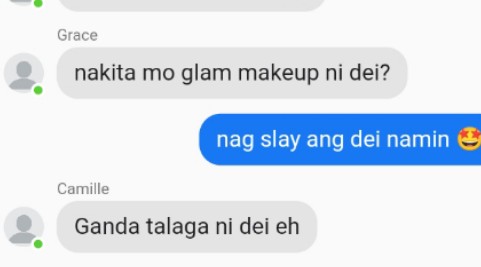 Grace
nakita mo glam makeup ni dei?
nag slay ang dei namin 🤩
Camille
Ganda talaga ni dei eh